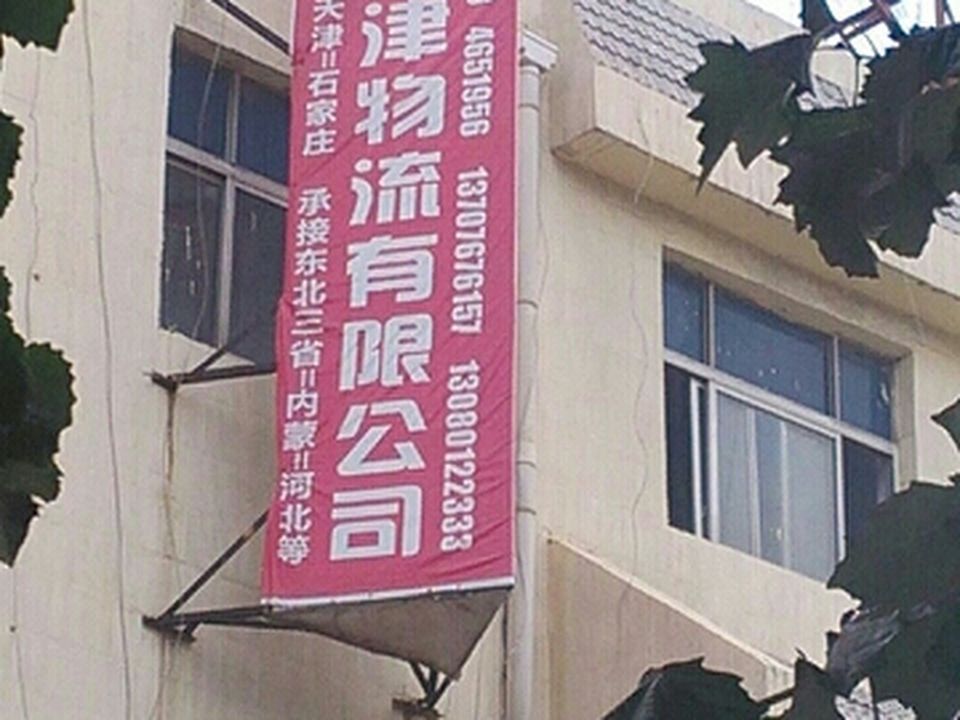 天津=石家庄 承接东北三省=内蒙=河北等
津物流有限公司
4651956 13707676157 13080122333